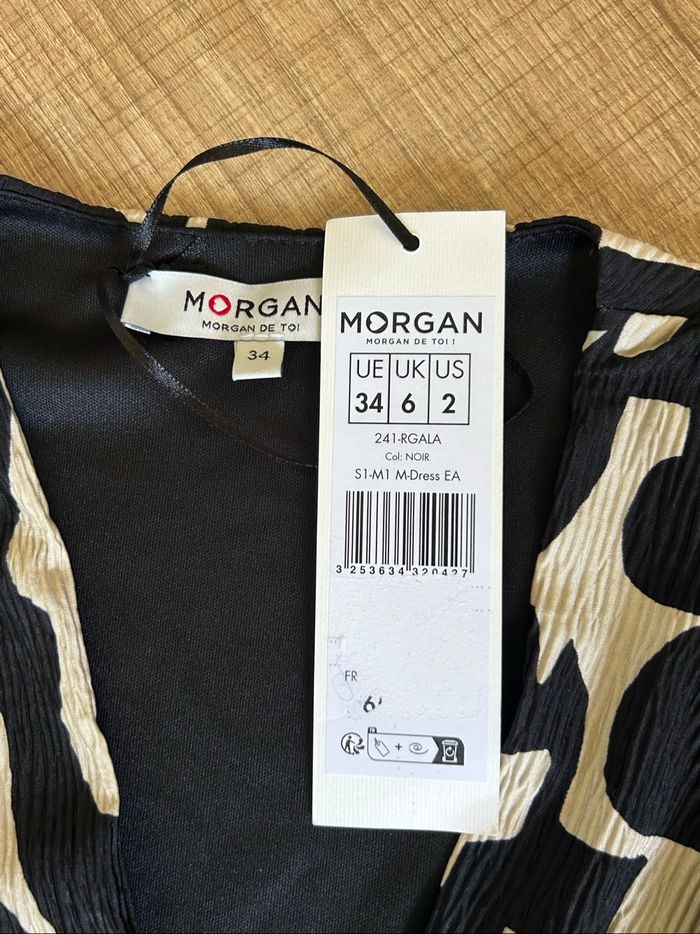 MORGAN
MORGAN DE TOI
34
MORGAN
MORGAN DE TOI !
UE UK US
34 6 2
241-RGALA
Col: NOIR
S1-M1 M-Dress EA
3 253634 320427
FR
+